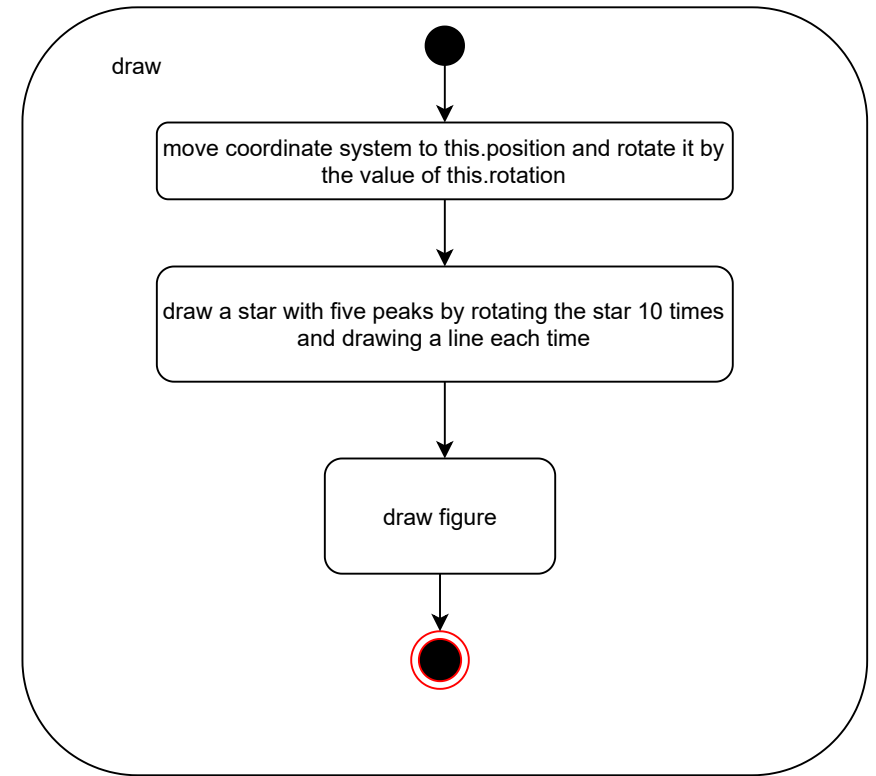 draw
move coordinate system to this.position and rotate it by
the value of this.rotation
draw a star with five peaks by rotating the star 10 times
and drawing a line each time
draw figure